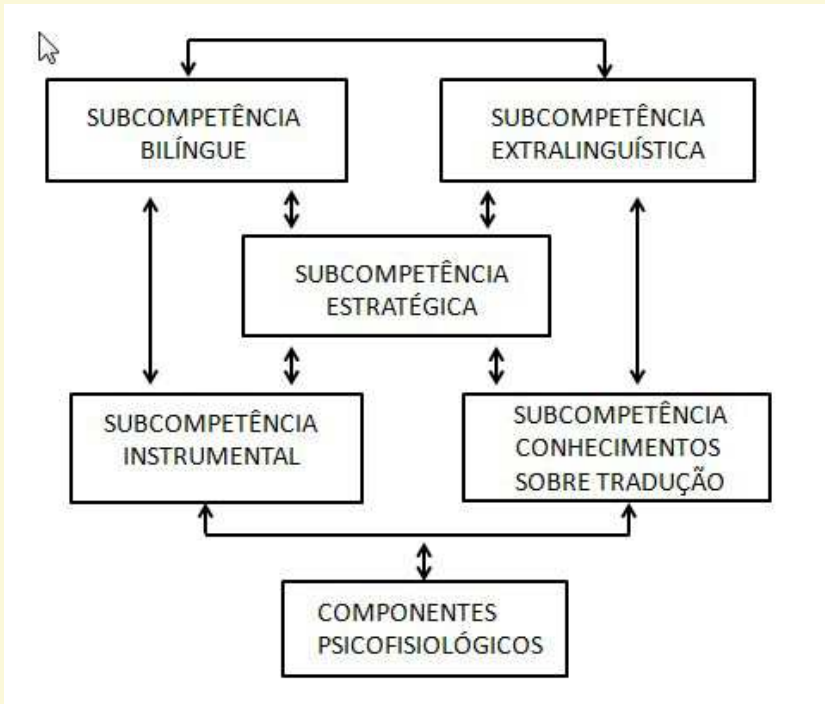 SUBCOMPETÊNCIA
BILÍNGUE
SUBCOMPETÊNCIA
EXTRALINGUÍSTICA
SUBCOMPETÊNCIA
ESTRATÉGICA
SUBCOMPETÊNCIA
INSTRUMENTAL
SUBCOMPETÊNCIA
CONHECIMENTOS
SOBRE TRADUÇÃO
COMPONENTES
PSICOFISIOLÓGICOS